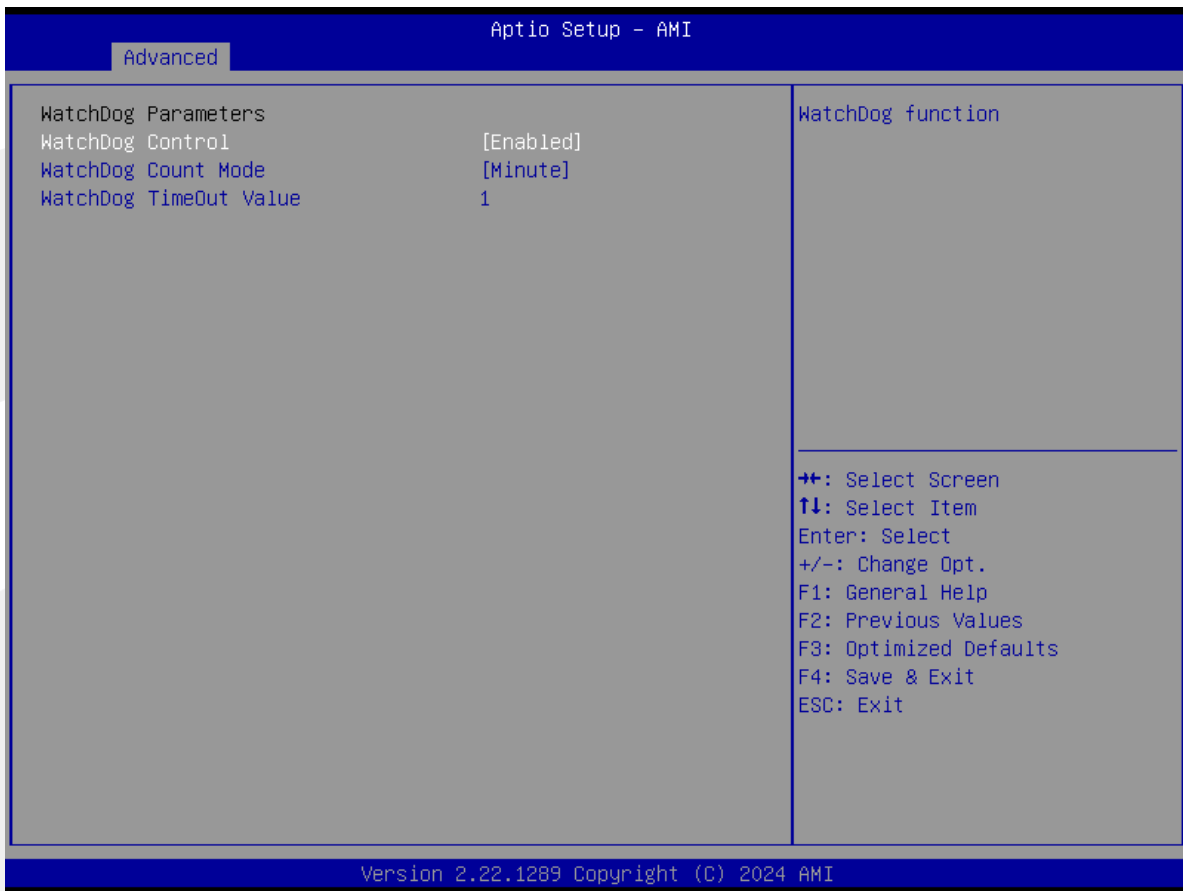 Aptio Setup – AMI
Advanced
WatchDog Parameters
WatchDog Control [Enabled]
WatchDog Count Mode [Minute]
WatchDog TimeOut Value 1
WatchDog function
→←: Select Screen
↑↓: Select Item
Enter: Select
+/-: Change Opt.
F1: General Help
F2: Previous Values
F3: Optimized Defaults
F4: Save & Exit
ESC: Exit
Version 2.22.1289 Copyright (C) 2024 AMI